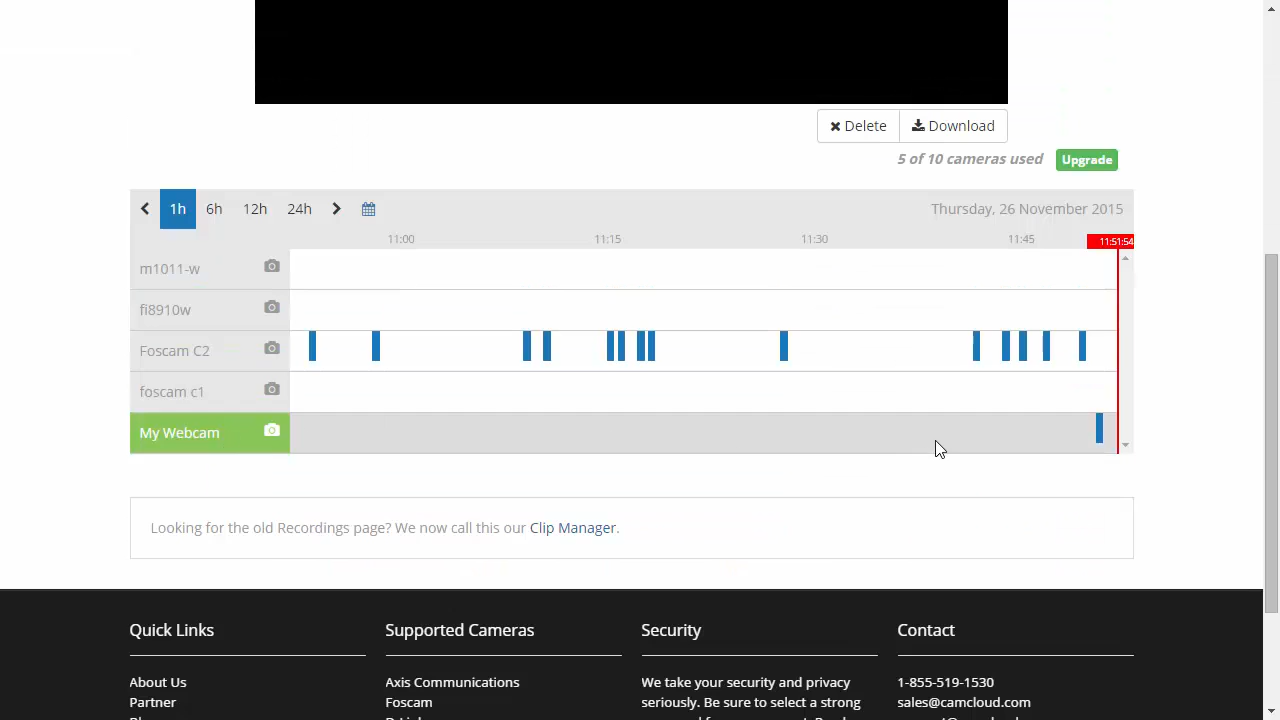 Delete Download
5 of 10 cameras used Upgrade
1h 6h 12h 24h Thursday, 26 November 2015
11:00 11:15 11:30 11:45 11:51:54
m1011-w
fi8910w
Foscam C2
foscam c1
My Webcam
Looking for the old Recordings page? We now call this our Clip Manager.
Quick Links Supported Cameras Security Contact
About Us Axis Communications We take your security and privacy 1-855-519-1530
Partner Foscam seriously. Be sure to select a strong sales@camcloud.com